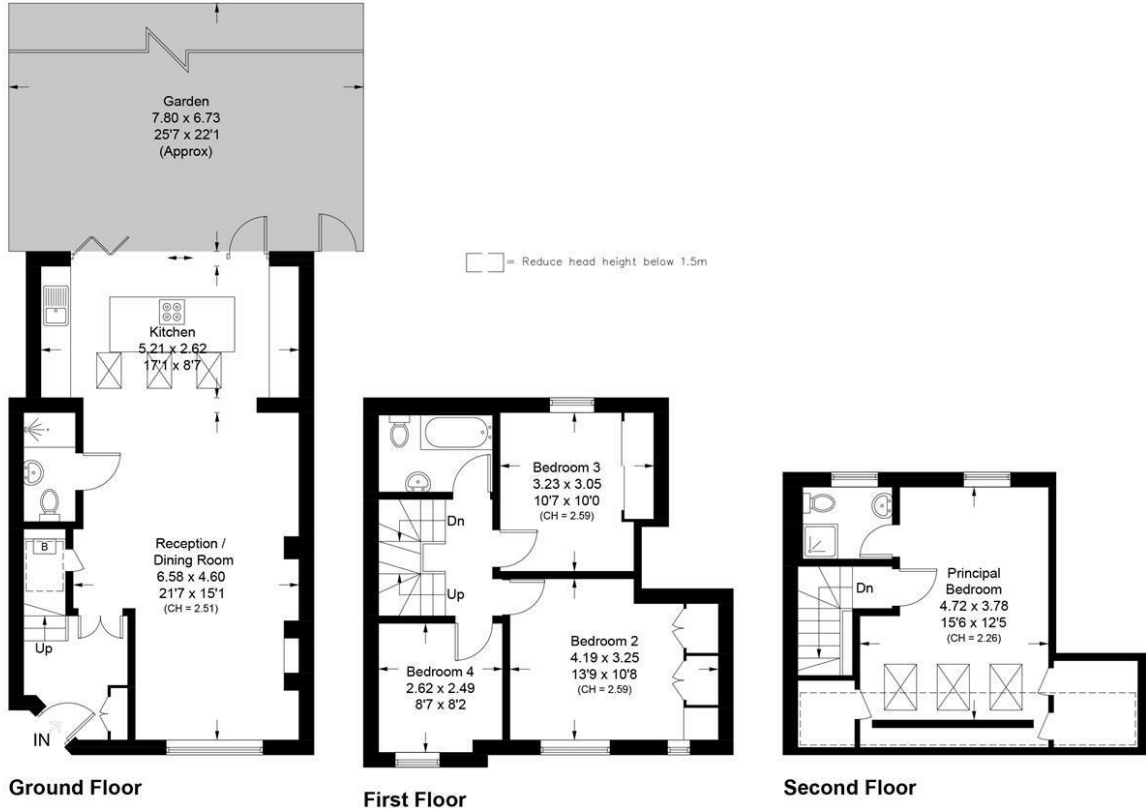 Garden
7.80 x 6.73
25'7 x 22'1
(Approx)
= Reduce head height below 1.5m
Kitchen
5.21 x 2.62
17'1 x 8'7
B
Reception /
Dining Room
6.58 x 4.60
21'7 x 15'1
(CH = 2.51)
Up
IN
Ground Floor
Bedroom 3
3.23 x 3.05
10'7 x 10'0
(CH = 2.59)
Dn
Up
Bedroom 2
4.19 x 3.25
13'9 x 10'8
(CH = 2.59)
Bedroom 4
2.62 x 2.49
8'7 x 8'2
First Floor
Dn
Principal
Bedroom
4.72 x 3.78
15'6 x 12'5
(CH = 2.26)
Second Floor